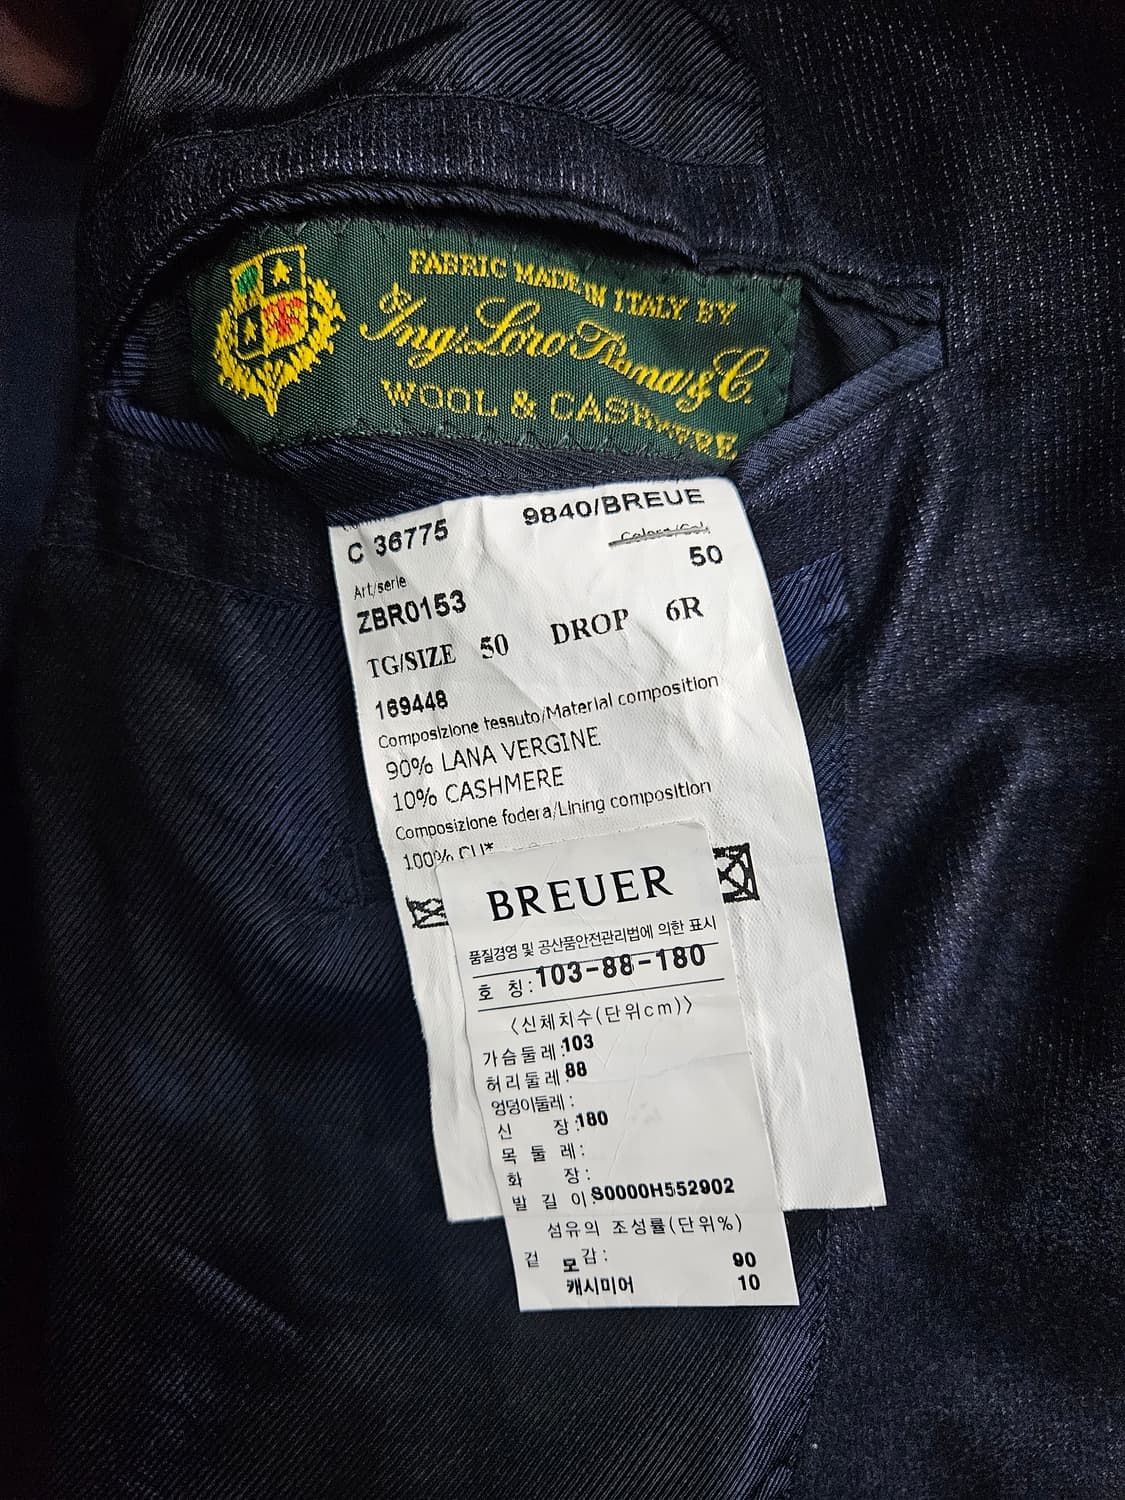 FABRIC MADE IN ITALY BY
Ing. Loro Piana & C.
WOOL & CASHMERE
C 36775 9840/BREUE
Colore/Col.
50
Art/serie
ZBR0153
TG/SIZE 50 DROP 6R
169448
Composizione tessuto/Material composition
90% LANA VERGINE
10% CASHMERE
Composizione fodera/Lining composition
100% CU*
BREUER
품질경영 및 공산품안전관리법에 의한 표시
호 칭:103-88-180
〈신체치수(단위cm)〉
가슴둘레:103
허리둘레:88
엉덩이둘레:
신 장:180
목 둘 레:
화 장:
발 길 이:S0000H552902
섬유의 조성률(단위%)
겉 감:
모 90
캐시미어 10